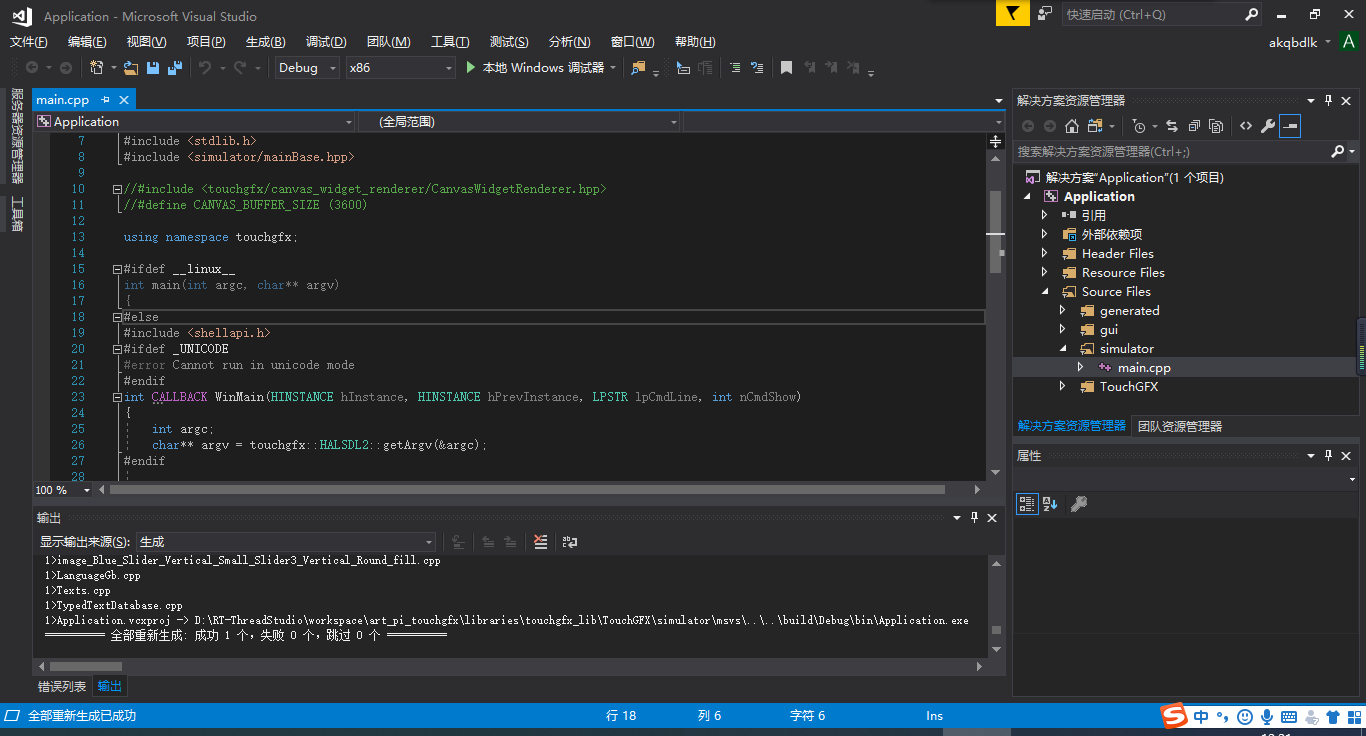 Application - Microsoft Visual Studio
快速启动 (Ctrl+Q)
文件(F) 编辑(E) 视图(V) 项目(P) 生成(B) 调试(D) 团队(M) 工具(T) 测试(S) 分析(N) 窗口(W) 帮助(H)
akqbdlk A
Debug x86 本地 Windows 调试器
服务器资源管理器
工具箱
main.cpp
Application (全局范围)
7 #include <stdlib.h>
8 #include <simulator/mainBase.hpp>
9
10 //#include <touchgfx/canvas_widget_renderer/CanvasWidgetRenderer.hpp>
11 //#define CANVAS_BUFFER_SIZE (3600)
12
13 using namespace touchgfx;
14
15 #ifdef __linux__
16 int main(int argc, char** argv)
17 {
18 #else
19 #include <shellapi.h>
20 #ifdef _UNICODE
21 #error Cannot run in unicode mode
22 #endif
23 int CALLBACK WinMain(HINSTANCE hInstance, HINSTANCE hPrevInstance, LPSTR lpCmdLine, int nCmdShow)
24 {
25 int argc;
26 char** argv = touchgfx::HALSDL2::getArgv(&argc);
27 #endif
28
100 %
输出
显示输出来源(S): 生成
1>image_Blue_Slider_Vertical_Small_Slider3_Vertical_Round_fill.cpp
1>LanguageGb.cpp
1>Texts.cpp
1>TypedTextDatabase.cpp
1>Application.vcxproj -> D:\RT-ThreadStudio\workspace\art_pi_touchgfx\libraries\touchgfx_lib\TouchGFX\simulator\msvs\..\..\build\Debug\bin\Application.exe
========== 全部重新生成: 成功 1 个，失败 0 个，跳过 0 个 ==========
错误列表 输出
解决方案资源管理器
搜索解决方案资源管理器(Ctrl+;)
解决方案"Application"(1 个项目)
Application
引用
外部依赖项
Header Files
Resource Files
Source Files
generated
gui
simulator
main.cpp
TouchGFX
解决方案资源管理器 团队资源管理器
属性
全部重新生成已成功 行 18 列 6 字符 6 Ins
中